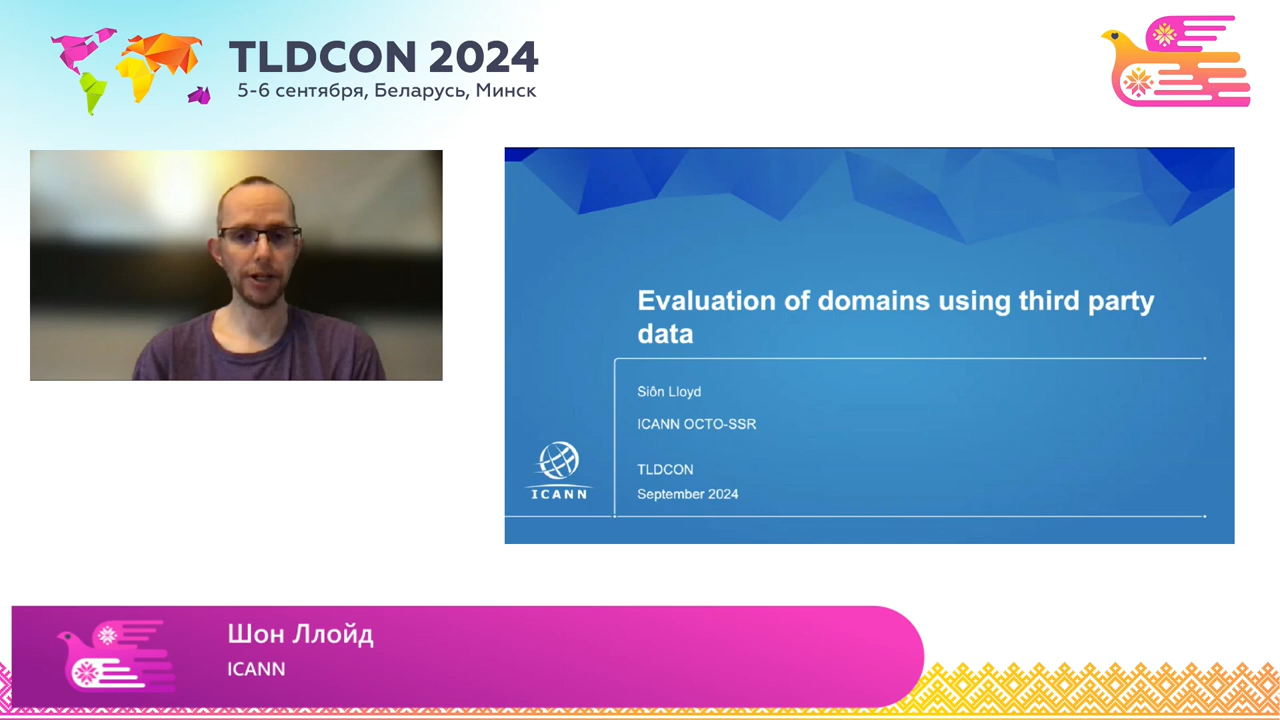 TLDCON 2024
5-6 сентября, Беларусь, Минск
Evaluation of domains using third party
data
Siôn Lloyd
ICANN OCTO-SSR
TLDCON
September 2024
ICANN
Шон Ллойд
ICANN